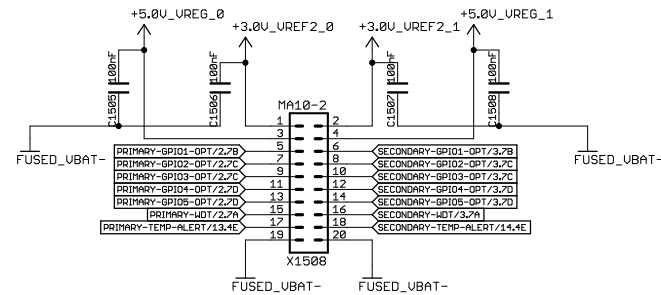 +5.0V_VREG_0
+5.0V_VREG_1
+3.0V_VREF2_0
+3.0V_VREF2_1
100nF
C1505
100nF
C1506
100nF
C1507
100nF
C1508
MA10-2
FUSED_VBAT-
FUSED_VBAT-
1 2
3 4
PRIMARY-GPIO1-OPT/2.7B 5 6 SECONDARY-GPIO1-OPT/3.7B
PRIMARY-GPIO2-OPT/2.7C 7 8 SECONDARY-GPIO2-OPT/3.7C
PRIMARY-GPIO3-OPT/2.7C 9 10 SECONDARY-GPIO3-OPT/3.7C
PRIMARY-GPIO4-OPT/2.7D 11 12 SECONDARY-GPIO4-OPT/3.7D
PRIMARY-GPIO5-OPT/2.7D 13 14 SECONDARY-GPIO5-OPT/3.7D
PRIMARY-WDT/2.7A 15 16 SECONDARY-WDT/3.7A
PRIMARY-TEMP-ALERT/13.4E 17 18 SECONDARY-TEMP-ALERT/14.4E
19 20
X1508
FUSED_VBAT-
FUSED_VBAT-